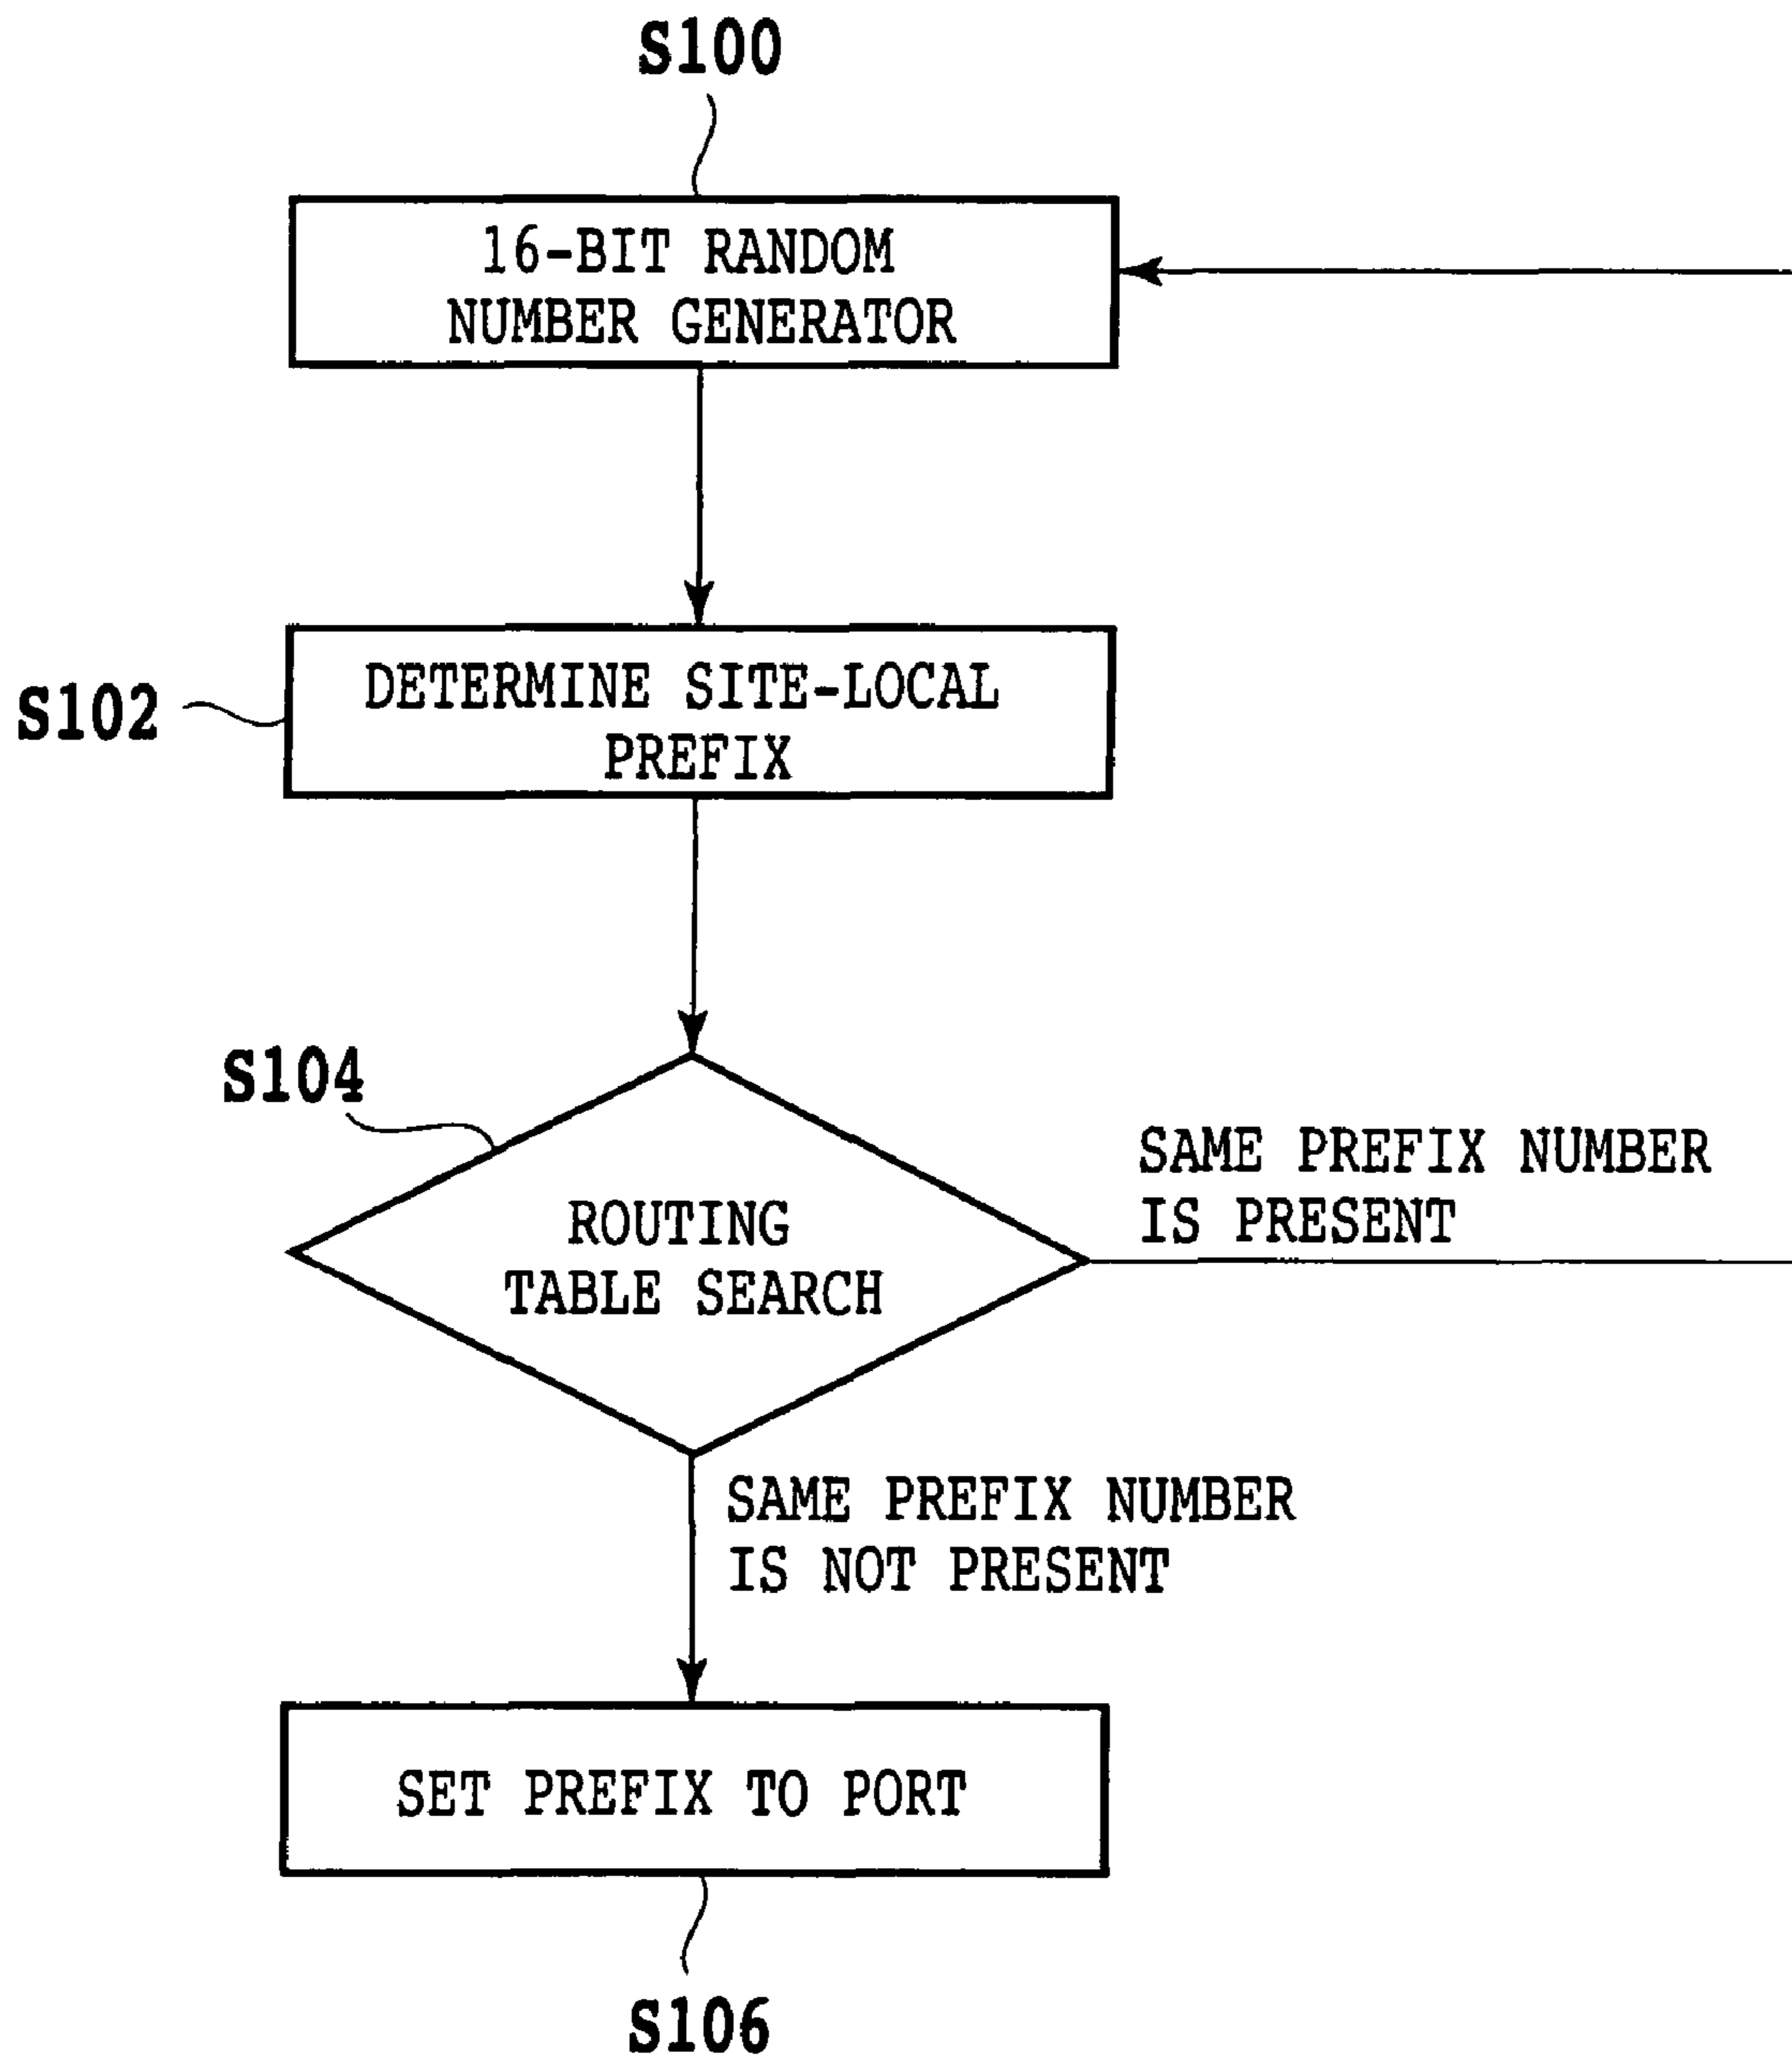 S100
16-BIT RANDOM
NUMBER GENERATOR
S102
DETERMINE SITE-LOCAL
PREFIX
S104
ROUTING
TABLE SEARCH
SAME PREFIX NUMBER
IS PRESENT
SAME PREFIX NUMBER
IS NOT PRESENT
SET PREFIX TO PORT
S106